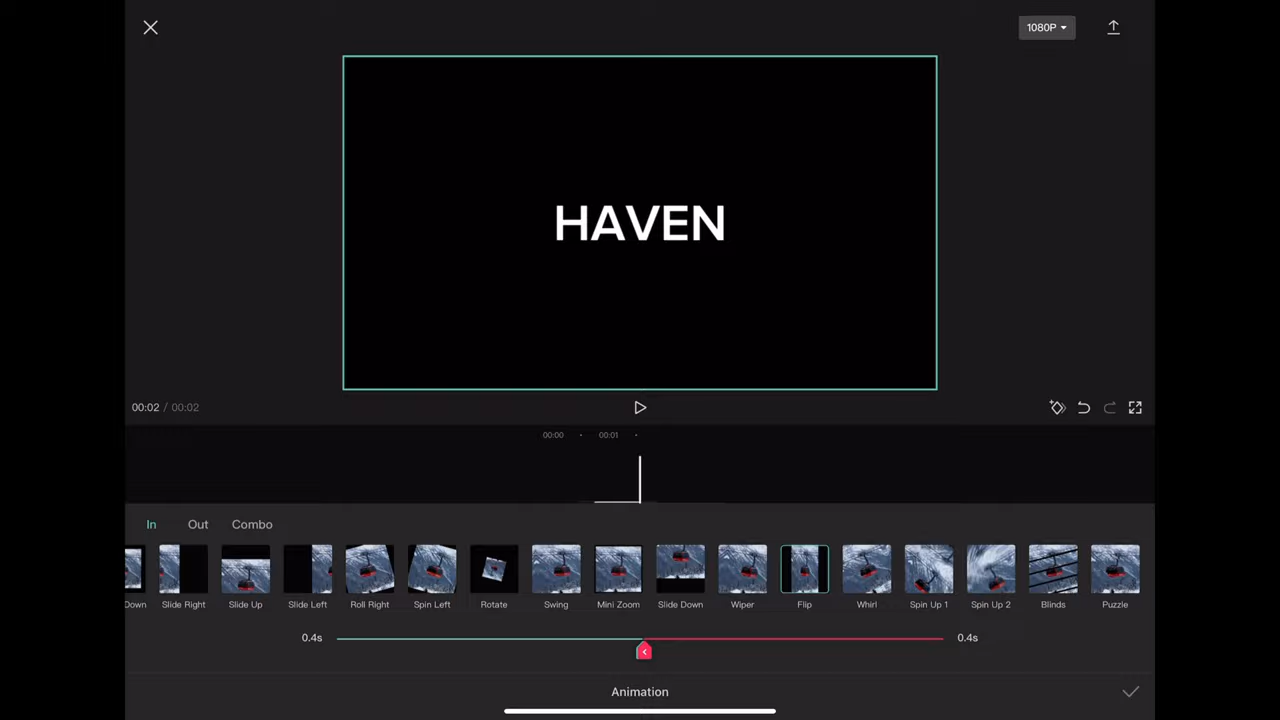 1080P
HAVEN
00:02 / 00:02
00:00 00:01
In Out Combo
Down Slide Right Slide Up Slide Left Roll Right Spin Left Rotate Swing Mini Zoom Slide Down Wiper Flip Whirl Spin Up 1 Spin Up 2 Blinds Puzzle
0.4s 0.4s
Animation